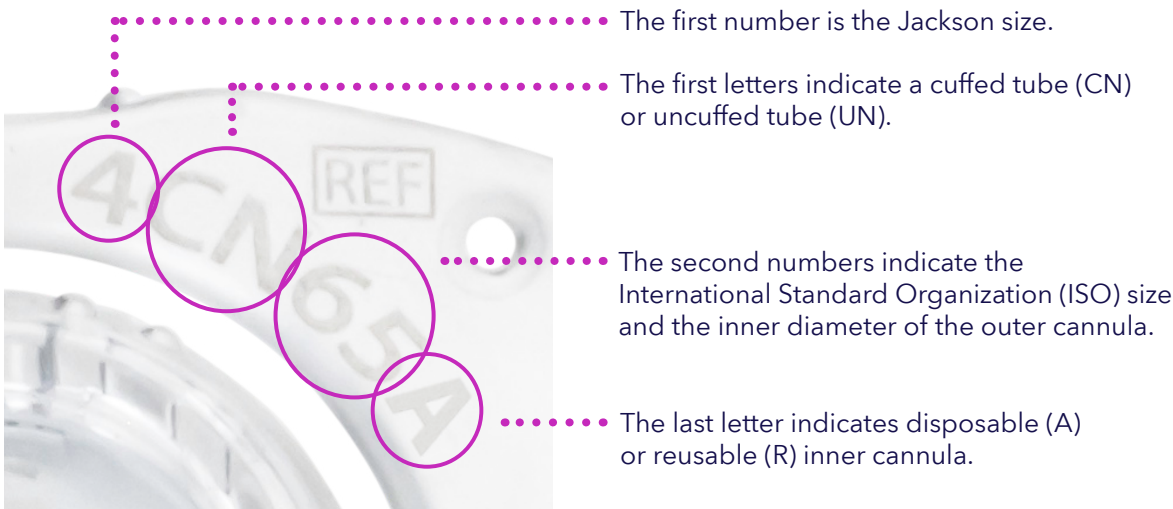 The first number is the Jackson size.
The first letters indicate a cuffed tube (CN)
or uncuffed tube (UN).
4CN65A
REF
The second numbers indicate the
International Standard Organization (ISO) size
and the inner diameter of the outer cannula.
The last letter indicates disposable (A)
or reusable (R) inner cannula.